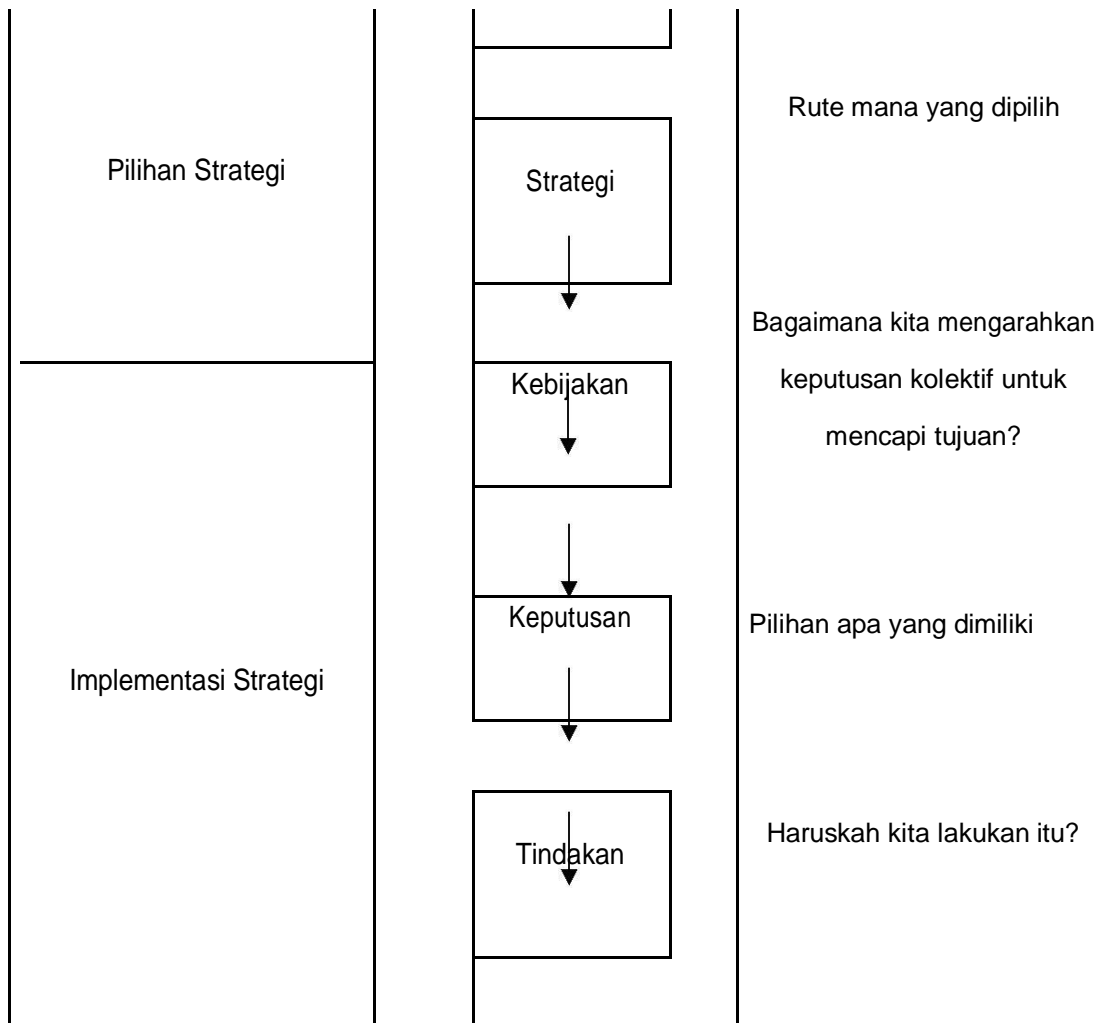 Rute mana yang dipilih
Pilihan Strategi
Strategi
Bagaimana kita mengarahkan
keputusan kolektif untuk
mencapi tujuan?
Kebijakan
Keputusan
Pilihan apa yang dimiliki
Implementasi Strategi
Tindakan
Haruskah kita lakukan itu?